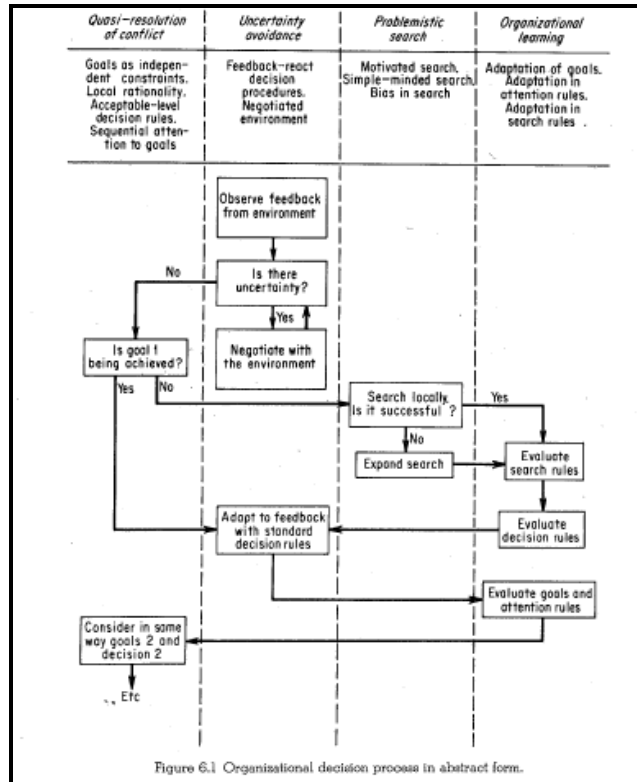 Quasi-resolution
of conflict
Uncertainty
avoidance
Problemistic
search
Organizational
learning
Goals as indepen-
dent constraints.
Local rationality.
Acceptable-level
decision rules.
Sequential atten-
tion to goals
Feedback-react
decision
procedures.
Negotiated
environment
Motivated search.
Simple-minded search.
Bias in search
Adaptation of goals.
Adaptation in
attention rules.
Adaptation in
search rules
Observe feedback
from environment
Is there
uncertainty?
No
Yes
Negotiate with
the environment
Is goal 1
being achieved?
Yes
No
Search locally.
Is it successful ?
Yes
No
Expand search
Evaluate
search rules
Evaluate
decision rules
Adapt to feedback
with standard
decision rules
Evaluate goals and
attention rules
Consider in same
way goals 2 and
decision 2
Etc
Figure 6.1 Organizational decision process in abstract form.